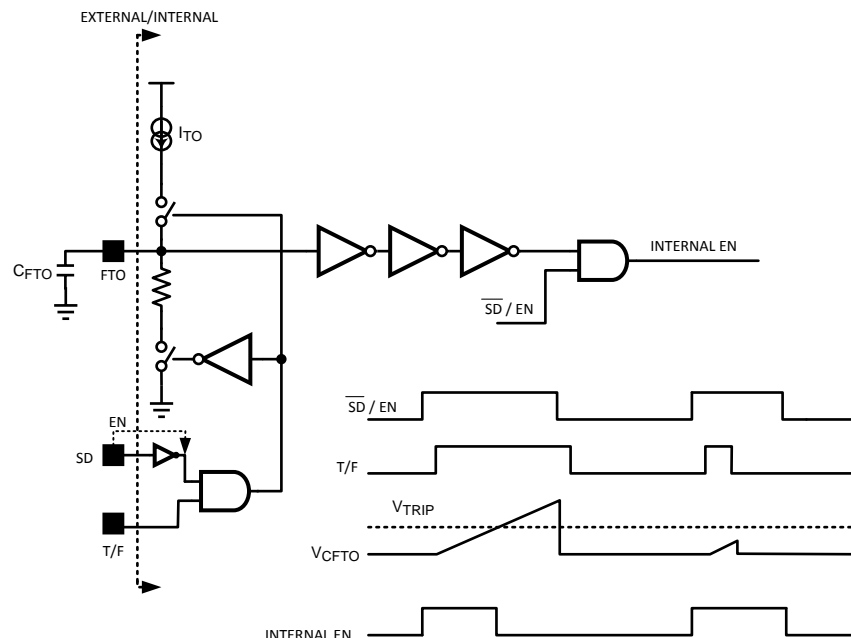 EXTERNAL/INTERNAL
ITO
CFTO
FTO
INTERNAL EN
SD / EN
EN
SD
T/F
SD / EN
T/F
VTRIP
VCFTO
INTERNAL EN